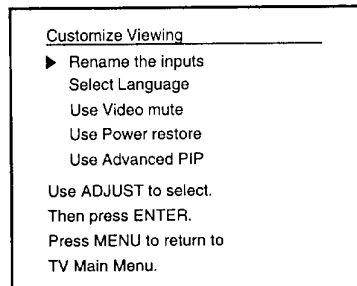 Customize Viewing
Rename the inputs
Select Language
Use Video mute
Use Power restore
Use Advanced PIP
Use ADJUST to select.
Then press ENTER.
Press MENU to return to
TV Main Menu.